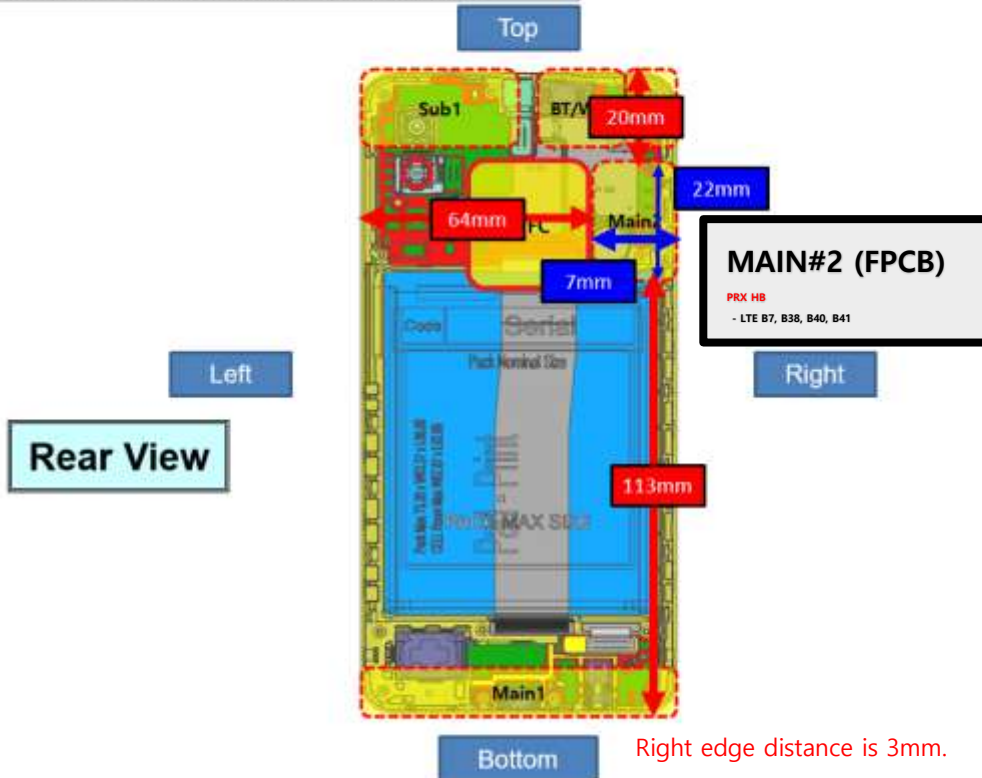 Top
Sub1
BT/
20mm
22mm
64mm
FC
Main2
7mm
MAIN#2 (FPCB)
PRX HB
- LTE B7, B38, B40, B41
Code
Serial
Pack Nominal Size
Left
Right
Rear View
113mm
MAX
Main1
Bottom
Right edge distance is 3mm.